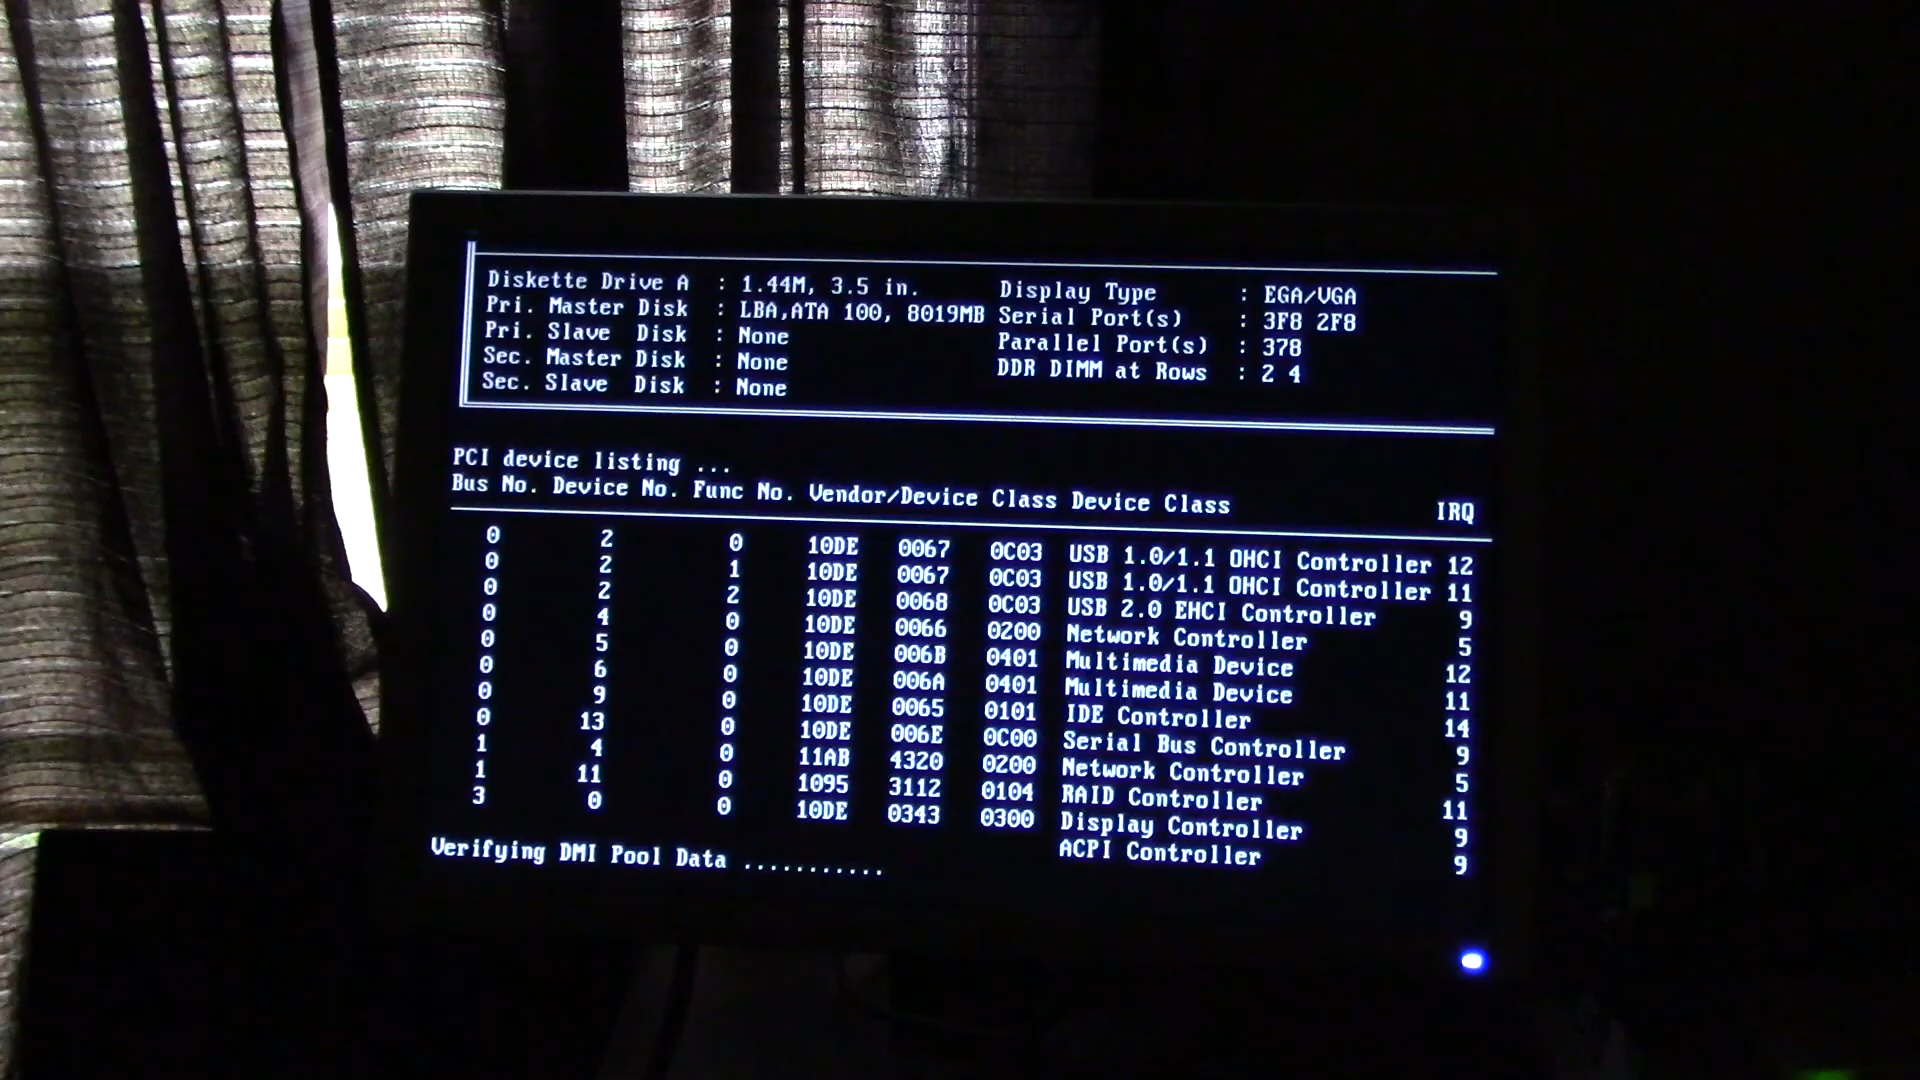 Diskette Drive A : 1.44M, 3.5 in. Display Type : EGA/VGA
Pri. Master Disk : LBA,ATA 100, 8019MB Serial Port(s) : 3F8 2F8
Pri. Slave Disk : None Parallel Port(s) : 378
Sec. Master Disk : None DDR DIMM at Rows : 2 4
Sec. Slave Disk : None
PCI device listing ...
Bus No. Device No. Func No. Vendor/Device Class Device Class IRQ
0 2 0 10DE 0067 0C03 USB 1.0/1.1 OHCI Controller 12
0 2 1 10DE 0067 0C03 USB 1.0/1.1 OHCI Controller 11
0 2 2 10DE 0068 0C03 USB 2.0 EHCI Controller 9
0 4 0 10DE 0066 0200 Network Controller 5
0 5 0 10DE 006B 0401 Multimedia Device 12
0 6 0 10DE 006A 0401 Multimedia Device 11
0 9 0 10DE 0065 0101 IDE Controller 14
0 13 0 10DE 006E 0C00 Serial Bus Controller 9
1 4 0 11AB 4320 0200 Network Controller 5
1 11 0 1095 3112 0104 RAID Controller 11
3 0 0 10DE 0343 0300 Display Controller 9
ACPI Controller 9
Verifying DMI Pool Data ...........